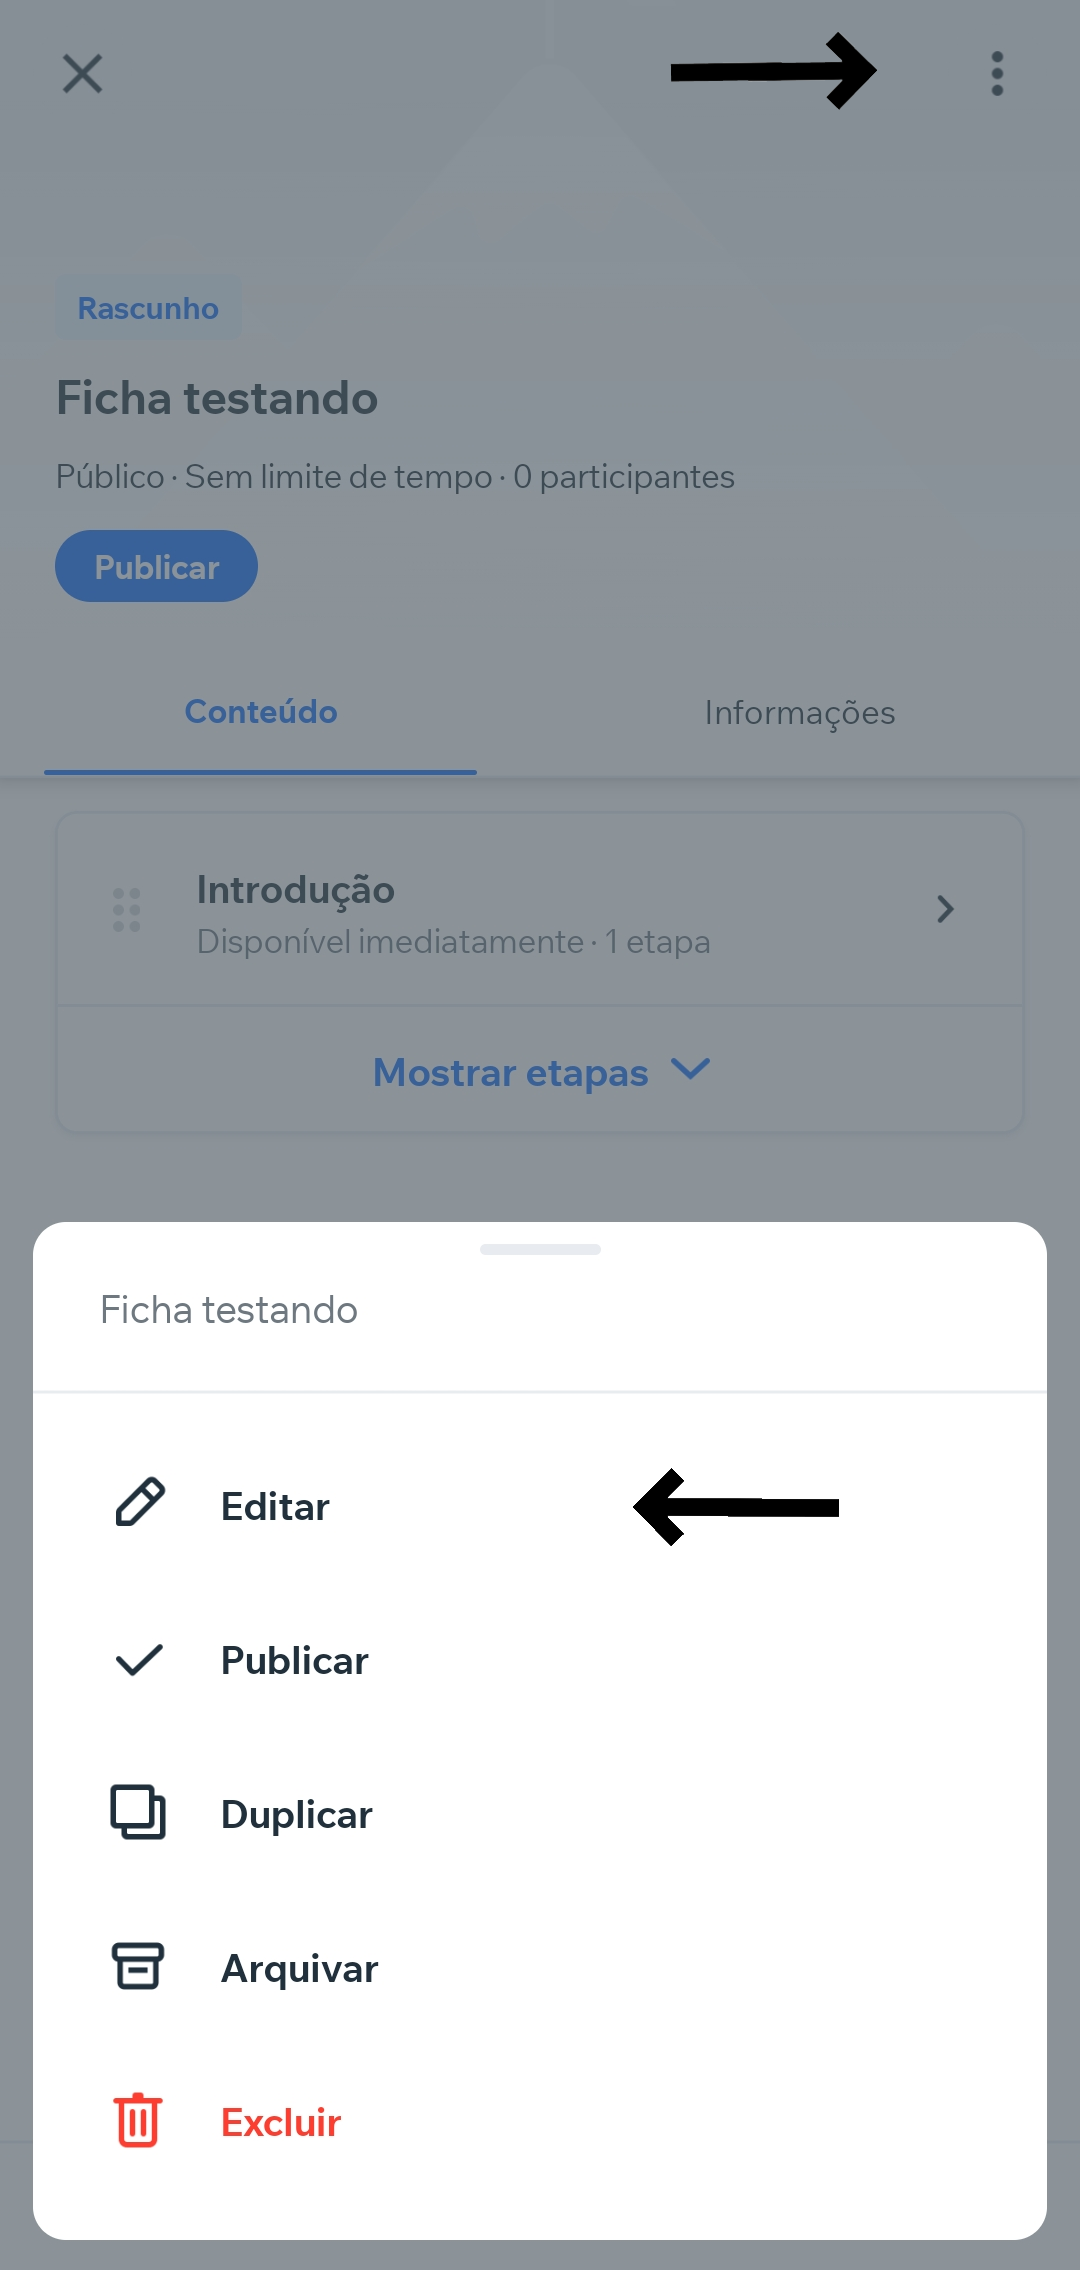 Rascunho
Ficha testando
Público · Sem limite de tempo · 0 participantes
Publicar
Conteúdo
Informações
Introdução
Disponível imediatamente · 1 etapa
Mostrar etapas
Ficha testando
Editar
Publicar
Duplicar
Arquivar
Excluir